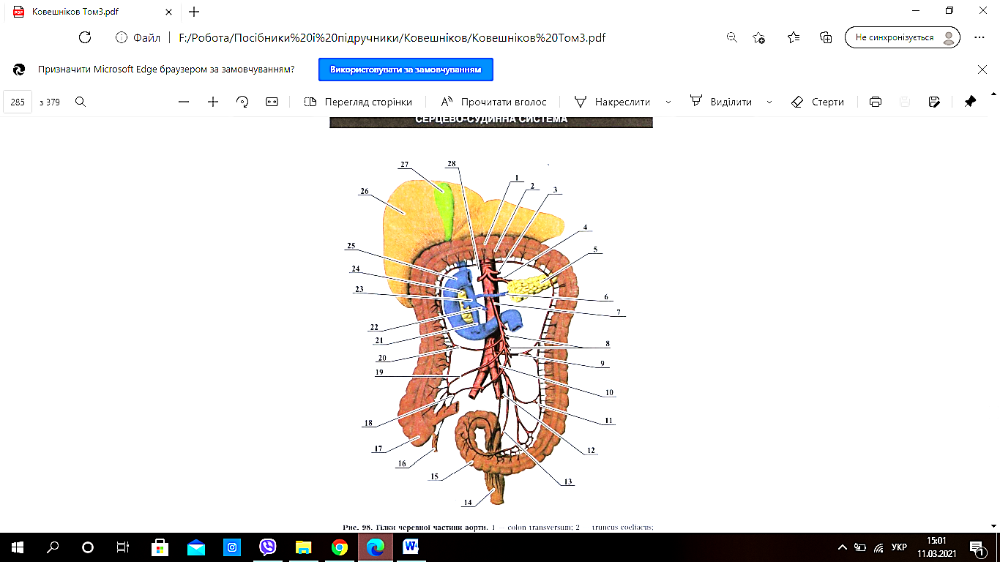 Ковешніков Том3.pdf
Файл F:/Робота/Посібники%20і%20підручники/Ковешніков/Ковешніков%20Том3.pdf
Не синхронізується
Призначити Microsoft Edge браузером за замовчуванням?
Використовувати за замовчуванням
285 з 379
Перегляд сторінки
Прочитати вголос
Накреслити
Виділити
Стерти
СЕРЦЕВО-СУДИННА СИСТЕМА
27
28
1
2
3
26
4
25
5
24
23
6
7
22
21
8
20
9
19
10
18
11
17
12
16
15
13
14
Рис. 98. Гілки черевної частини аорти. 1 — colon transversum; 2 — truncus coeliacus;
УКР
15:01
11.03.2021
1